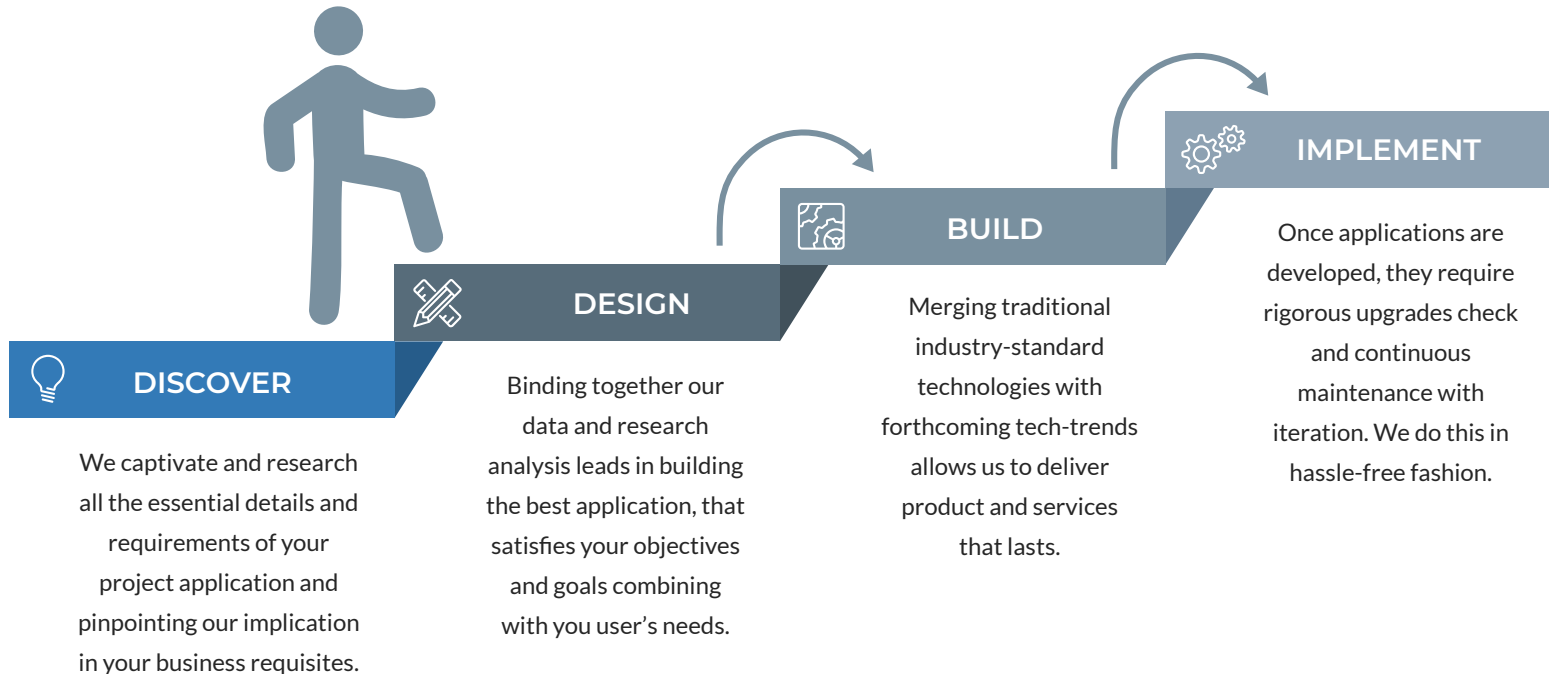 DISCOVER
We captivate and research
all the essential details and
requirements of your
project application and
pinpointing our implication
in your business requisites.
DESIGN
Binding together our
data and research
analysis leads in building
the best application, that
satisfies your objectives
and goals combining
with you user’s needs.
BUILD
Merging traditional
industry-standard
technologies with
forthcoming tech-trends
allows us to deliver
product and services
that lasts.
IMPLEMENT
Once applications are
developed, they require
rigorous upgrades check
and continuous
maintenance with
iteration. We do this in
hassle-free fashion.